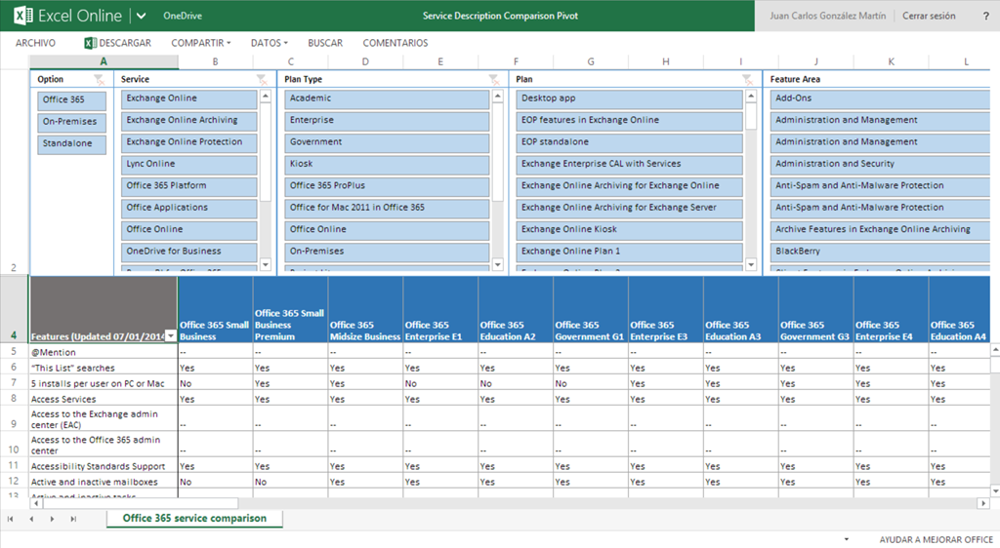 Excel Online OneDrive Service Description Comparison Pivot Juan Carlos González Martín Cerrar sesión ?
ARCHIVO DESCARGAR COMPARTIR DATOS BUSCAR COMENTARIOS
A B C D E F G H I J K L
Option
Office 365
On-Premises
Standalone
Service
Exchange Online
Exchange Online Archiving
Exchange Online Protection
Lync Online
Office 365 Platform
Office Applications
Office Online
OneDrive for Business
Plan Type
Academic
Enterprise
Government
Kiosk
Office 365 ProPlus
Office for Mac 2011 in Office 365
Office Online
On-Premises
Plan
Desktop app
EOP features in Exchange Online
EOP standalone
Exchange Enterprise CAL with Services
Exchange Online Archiving for Exchange Online
Exchange Online Archiving for Exchange Server
Exchange Online Kiosk
Exchange Online Plan 1
Feature Area
Add-Ons
Administration and Management
Administration and Management
Administration and Security
Anti-Spam and Anti-Malware Protection
Anti-Spam and Anti-Malware Protection
Archive Features in Exchange Online Archiving
BlackBerry
2
4 Features (Updated 07/01/2014 Office 365 Small Business Office 365 Small Business Premium Office 365 Midsize Business Office 365 Enterprise E1 Office 365 Education A2 Office 365 Government G1 Office 365 Enterprise E3 Office 365 Education A3 Office 365 Government G3 Office 365 Enterprise E4 Office 365 Education A4
5 @Mention -- -- -- -- -- -- -- -- -- -- --
6 "This List" searches Yes Yes Yes Yes Yes Yes Yes Yes Yes Yes Yes
7 5 installs per user on PC or Mac No Yes Yes No No No Yes Yes Yes Yes Yes
8 Access Services Yes Yes Yes Yes Yes Yes Yes Yes Yes Yes Yes
Access to the Exchange admin
9 center (EAC) -- -- -- -- -- -- -- -- -- -- --
Access to the Office 365 admin
10 center -- -- -- -- -- -- -- -- -- -- --
11 Accessibility Standards Support Yes Yes Yes Yes Yes Yes Yes Yes Yes Yes Yes
12 Active and inactive mailboxes No No Yes Yes Yes Yes Yes Yes Yes Yes Yes
13
Office 365 service comparison
AYUDAR A MEJORAR OFFICE